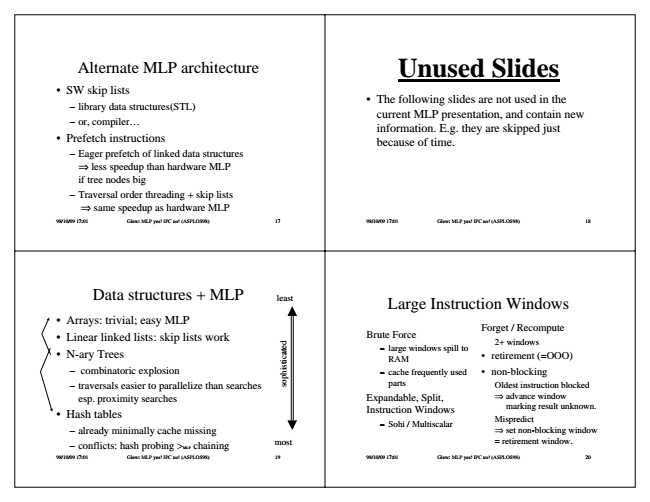 Alternate MLP architecture
• SW skip lists
– library data structures(STL)
– or, compiler…
• Prefetch instructions
– Eager prefetch of linked data structures
⇒ less speedup than hardware MLP
if tree nodes big
– Traversal order threading + skip lists
⇒ same speedup as hardware MLP
98/10/09 17:01 Glew: MLP yes! IPC no! (ASPLOS98) 17
Unused Slides
• The following slides are not used in the
current MLP presentation, and contain new
information. E.g. they are skipped just
because of time.
98/10/09 17:01 Glew: MLP yes! IPC no! (ASPLOS98) 18
Data structures + MLP
• Arrays: trivial; easy MLP
• Linear linked lists: skip lists work
• N-ary Trees
– combinatoric explosion
– traversals easier to parallelize than searches
esp. proximity searches
• Hash tables
– already minimally cache missing
– conflicts: hash probing > chaining
least
sophisticated
most
98/10/09 17:01 Glew: MLP yes! IPC no! (ASPLOS98) 19
Large Instruction Windows
Brute Force
– large windows spill to
RAM
– cache frequently used
parts
Expandable, Split,
Instruction Windows
– Sohi / Multiscalar
Forget / Recompute
2+ windows
• retirement (=OOO)
• non-blocking
Oldest instruction blocked
⇒ advance window
marking result unknown.
Mispredict
⇒ set non-blocking window
= retirement window.
98/10/09 17:01 Glew: MLP yes! IPC no! (ASPLOS98) 20